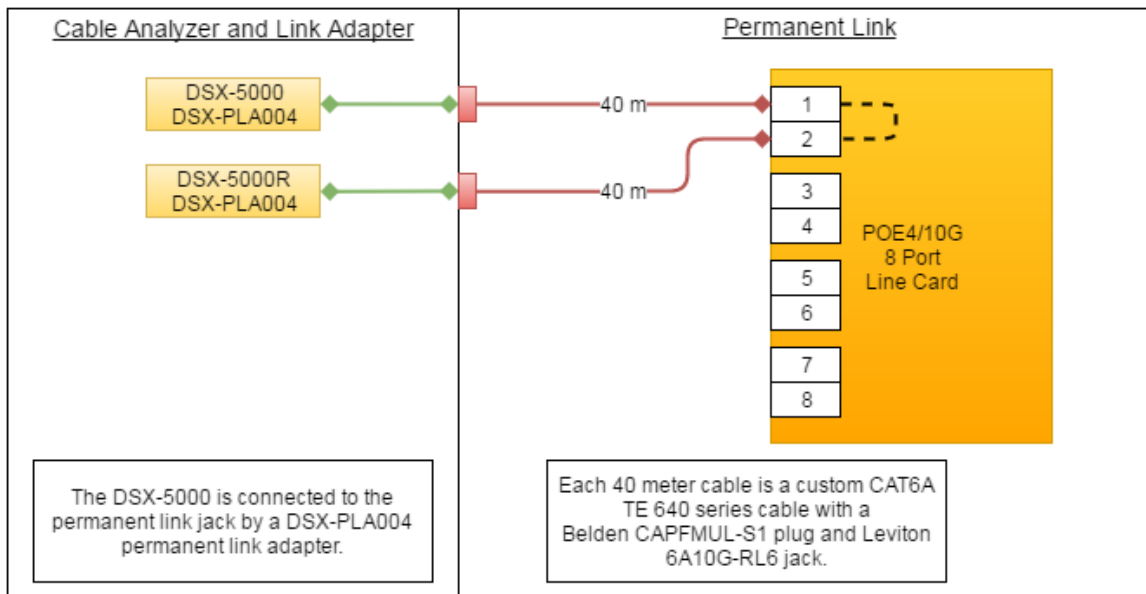 Cable Analyzer and Link Adapter
Permanent Link
DSX-5000
DSX-PLA004
40 m
1
2
DSX-5000R
DSX-PLA004
40 m
3
4
5
6
7
8
POE4/10G
8 Port
Line Card
The DSX-5000 is connected to the
permanent link jack by a DSX-PLA004
permanent link adapter.
Each 40 meter cable is a custom CAT6A
TE 640 series cable with a
Belden CAPFMUL-S1 plug and Leviton
6A10G-RL6 jack.